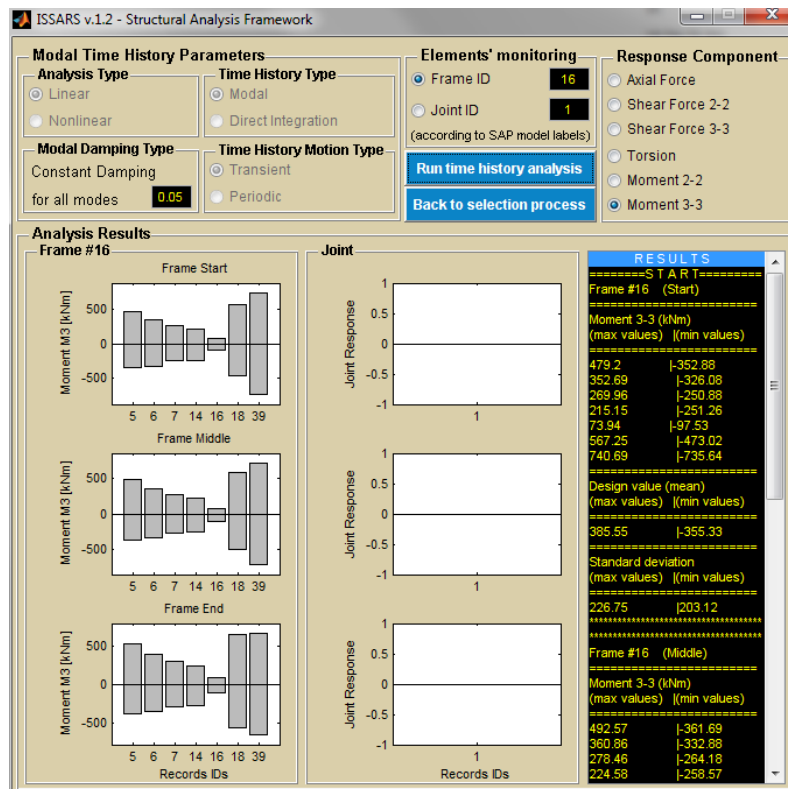 ISSARS v.1.2 - Structural Analysis Framework
Modal Time History Parameters
Analysis Type
Linear
Nonlinear
Time History Type
Modal
Direct Integration
Modal Damping Type
Constant Damping
for all modes 0.05
Time History Motion Type
Transient
Periodic
Elements' monitoring
Frame ID 16
Joint ID 1
(according to SAP model labels)
Run time history analysis
Back to selection process
Response Component
Axial Force
Shear Force 2-2
Shear Force 3-3
Torsion
Moment 2-2
Moment 3-3
Analysis Results
Frame #16
Frame Start
Moment M3 [kNm]
500
0
-500
5 6 7 14 16 18 39
Frame Middle
Moment M3 [kNm]
500
0
-500
5 6 7 14 16 18 39
Frame End
Moment M3 [kNm]
500
0
-500
5 6 7 14 16 18 39
Records IDs
Joint
Joint Response
1
0.5
0
-0.5
-1
1
Joint Response
1
0.5
0
-0.5
-1
1
Joint Response
1
0.5
0
-0.5
-1
1
Records IDs
RESULTS
========START=========
Frame #16 (Start)
========================
Moment 3-3 (kNm)
(max values) |(min values)
========================
479.2 |-352.88
352.69 |-326.08
269.96 |-250.88
215.15 |-251.26
73.94 |-97.53
567.25 |-473.02
740.69 |-735.64
========================
Design value (mean)
(max values) |(min values)
========================
385.55 |-355.33
========================
Standard deviation
(max values) |(min values)
========================
226.75 |203.12
************************************
************************************
Frame #16 (Middle)
========================
Moment 3-3 (kNm)
(max values) |(min values)
========================
492.57 |-361.69
360.86 |-332.88
278.46 |-264.18
224.58 |-258.57